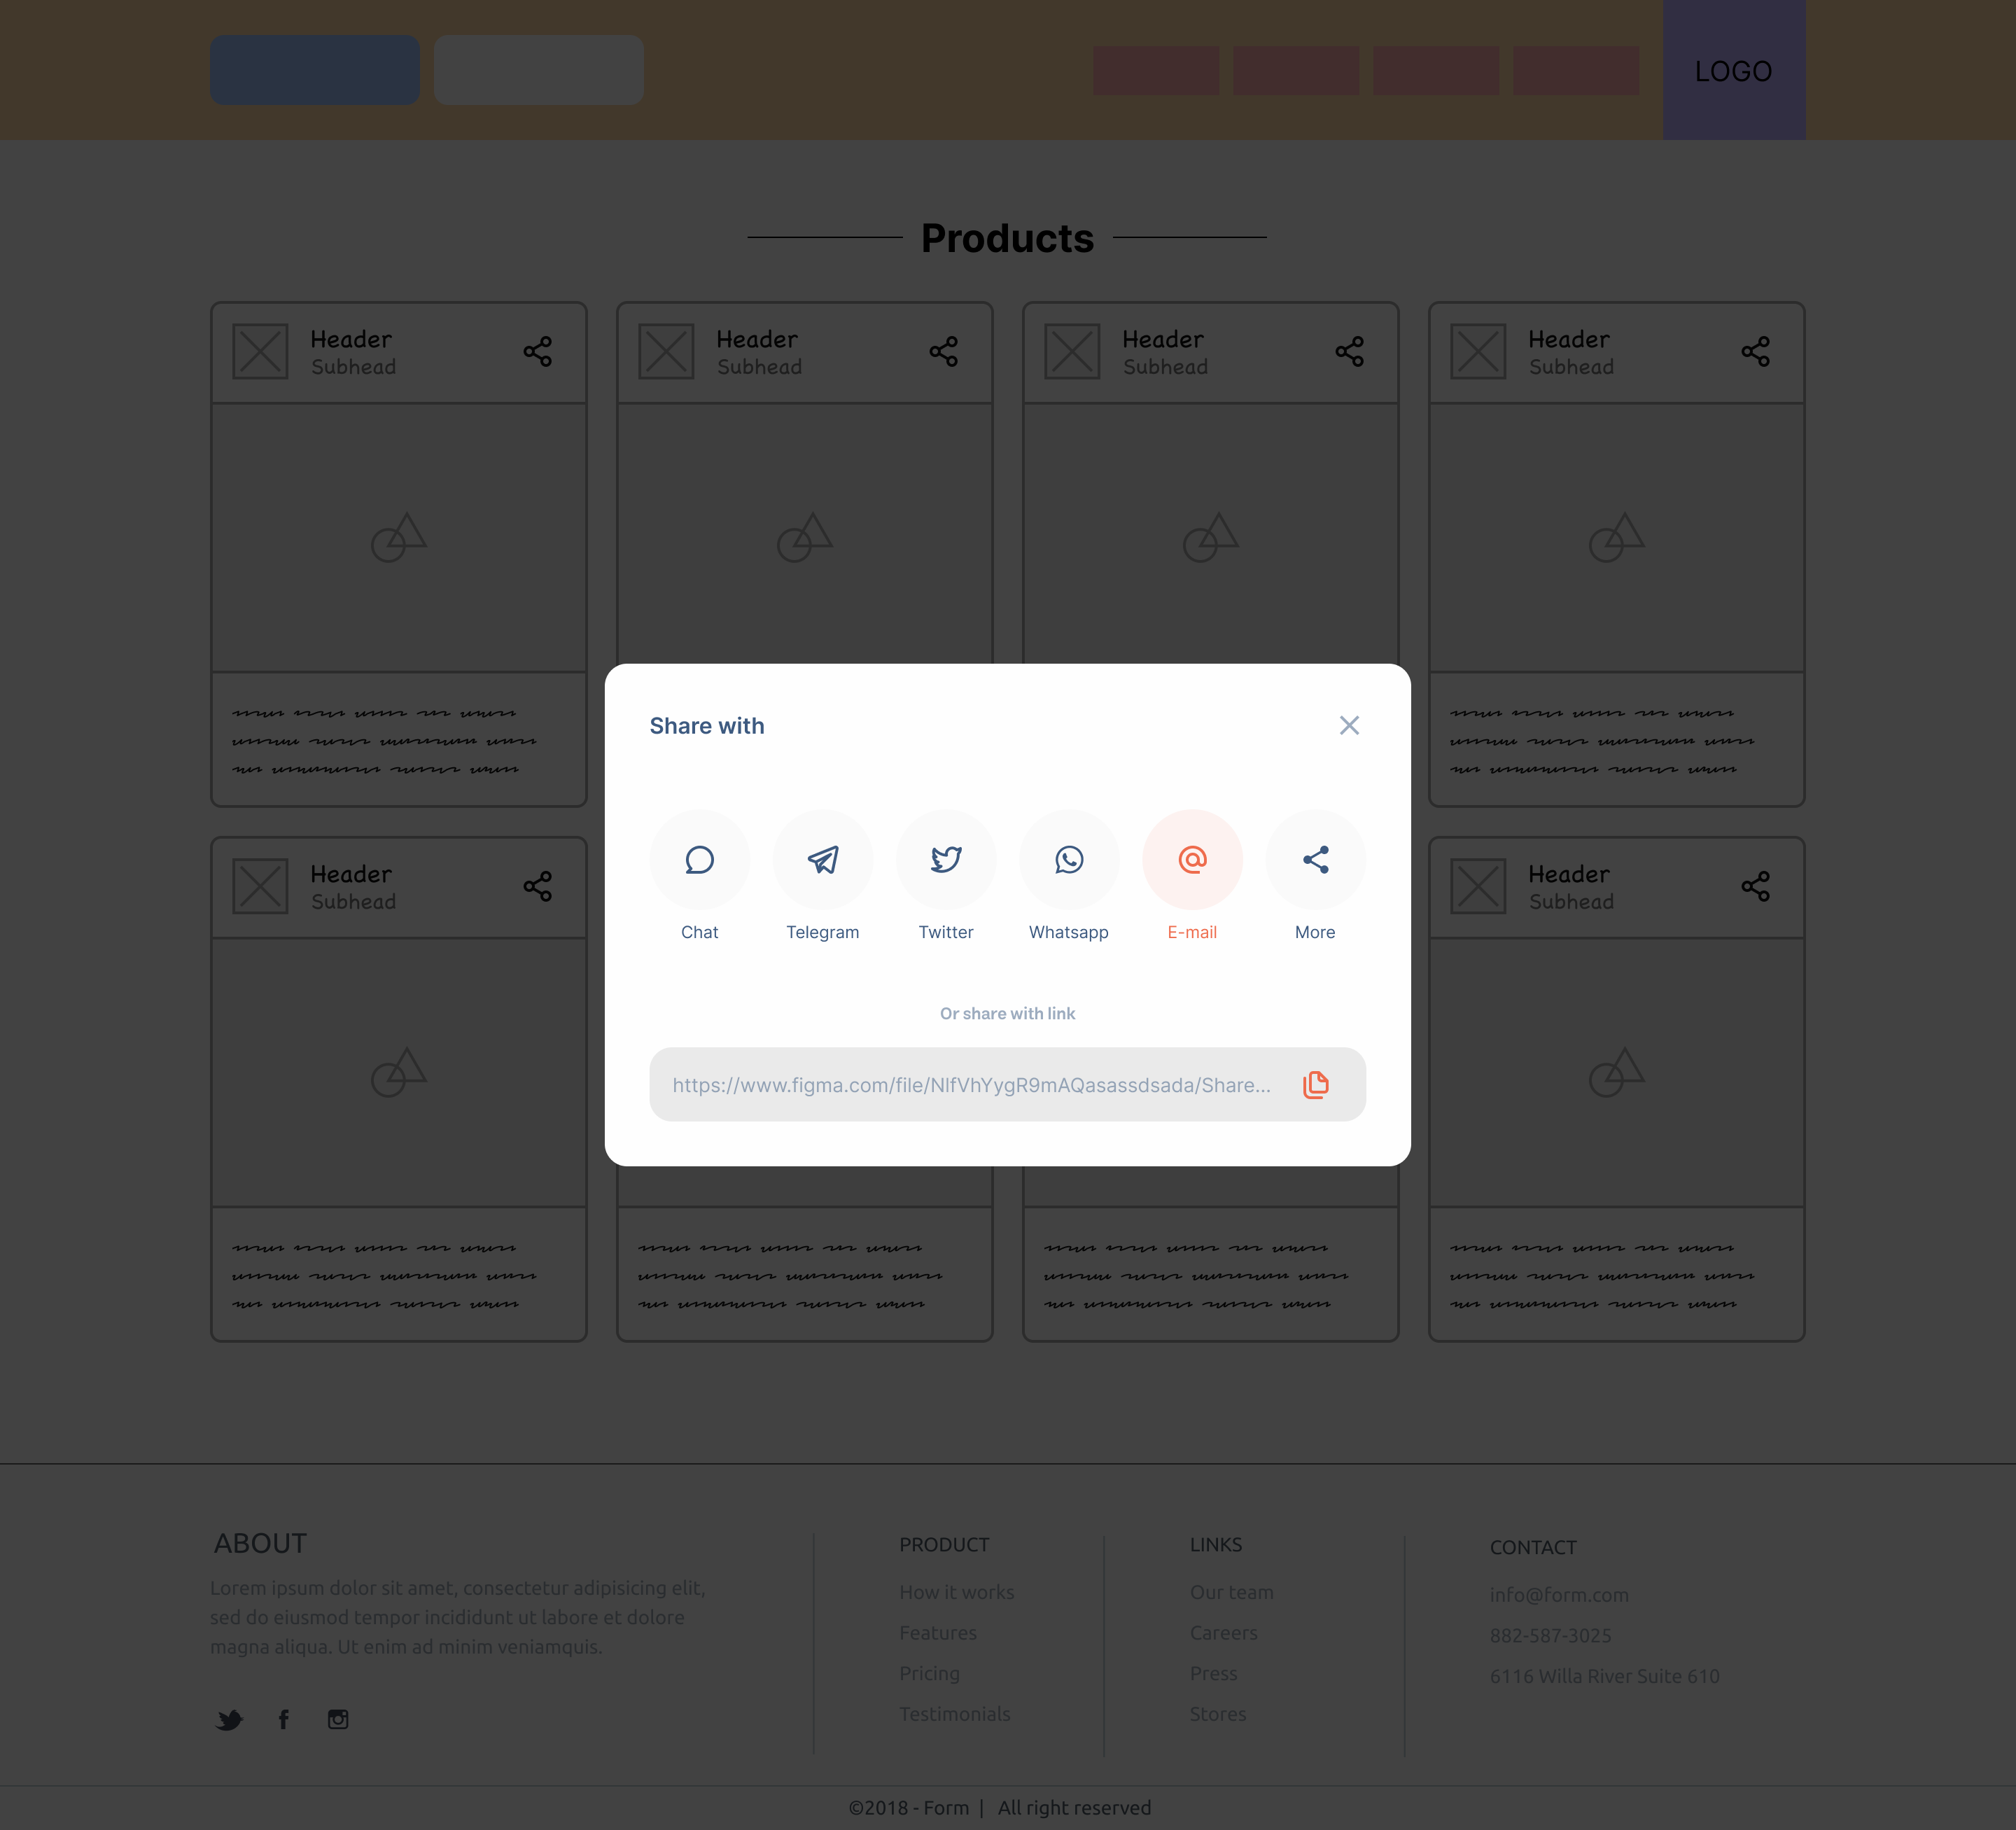 LOGO
Products
Header
Subhead
Header
Subhead
Header
Subhead
Header
Subhead
Share with
Chat
Telegram
Twitter
Whatsapp
E-mail
More
Or share with link
https://www.figma.com/file/NlfVhYygR9mAQasassdsada/Share...
Header
Subhead
Header
Subhead
ABOUT
Lorem ipsum dolor sit amet, consectetur adipisicing elit,
sed do eiusmod tempor incididunt ut labore et dolore
magna aliqua. Ut enim ad minim veniamquis.
PRODUCT
How it works
Features
Pricing
Testimonials
LINKS
Our team
Careers
Press
Stores
CONTACT
info@form.com
882-587-3025
6116 Willa River Suite 610
©2018 - Form | All right reserved